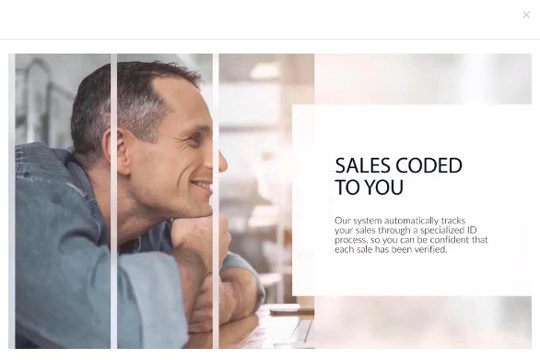 SALES CODED
TO YOU
Our system automatically tracks
your sales through a specialized ID
process, so you can be confident that
each sale has been verified.